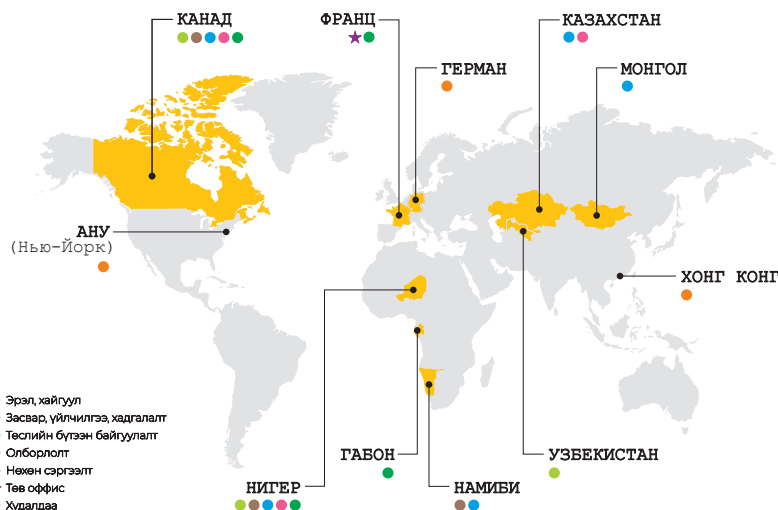 КАНАД
ФРАНЦ
КАЗАХСТАН
ГЕРМАН
МОНГОЛ
АНУ
(Нью-Йорк)
ХОНГ КОНГ
Эрэл, хайгуул
Засвар, үйлчилгээ, хадгалалт
Төслийн бүтээн байгуулалт
Олборлолт
Нөхөн сэргээлт
Төв оффис
Худалдаа
ГАБОН
УЗБЕКИСТАН
НИГЕР
НАМИБИ